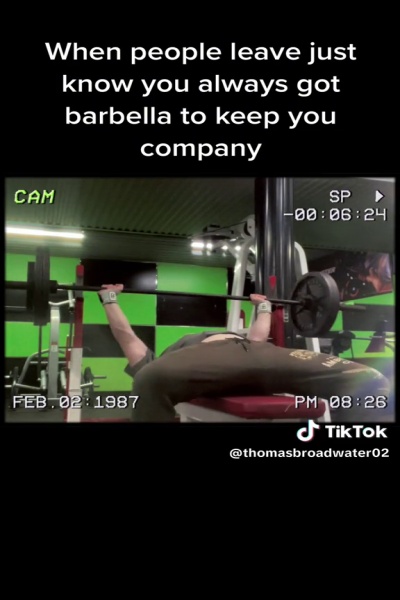 When people leave just
know you always got
barbella to keep you
company
CAM
SP
-00:06:24
FEB.02:1987
PM 08:26
TikTok
@thomasbroadwater02